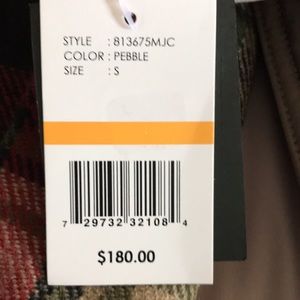 STYLE : 813675MJC
COLOR : PEBBLE
SIZE : S
7 29732 32108 4
$180.00